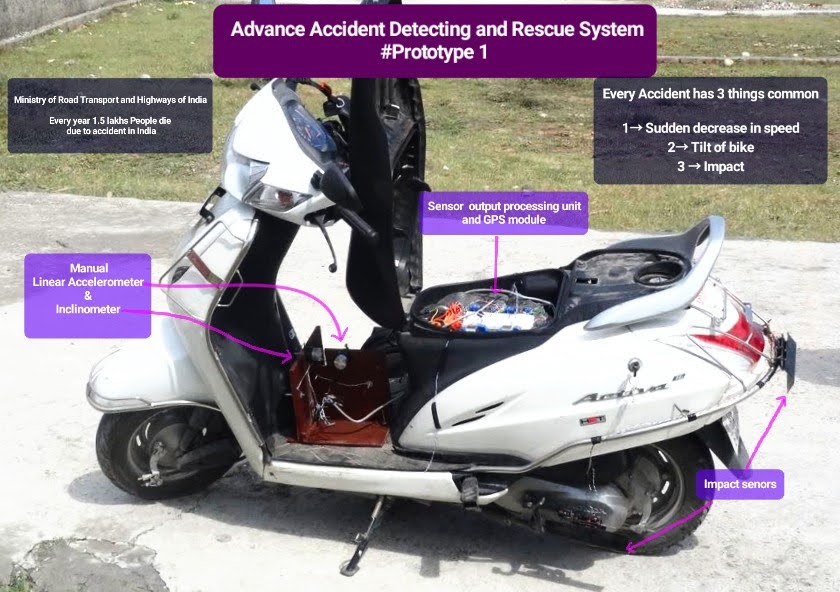 Advance Accident Detecting and Rescue System
#Prototype 1
Ministry of Road Transport and Highways of India
Every year 1.5 lakhs People die
due to accident in India
Every Accident has 3 things common
1→ Sudden decrease in speed
2→ Tilt of bike
3 → Impact
Sensor output processing unit
and GPS module
Manual
Linear Accelerometer
&
Inclinometer
Activa
HET
Impact senors